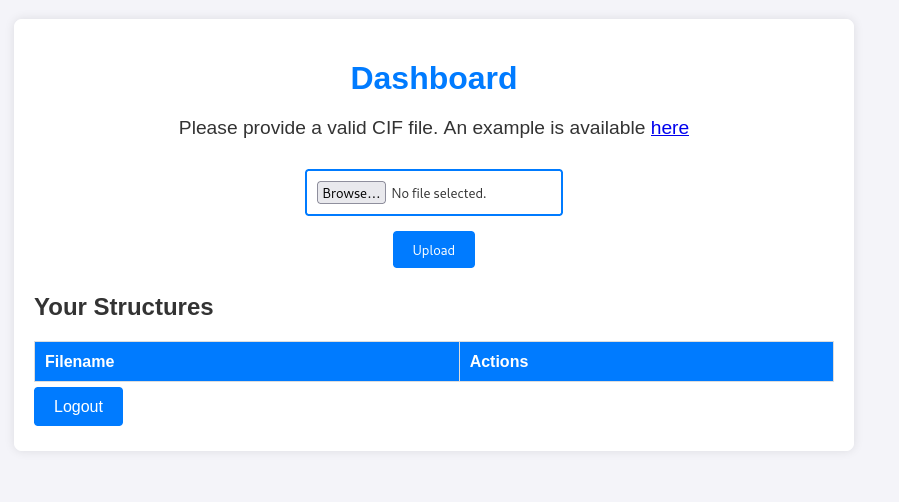 Dashboard
Please provide a valid CIF file. An example is available here
Browse... No file selected.
Upload
Your Structures
Filename Actions
Logout